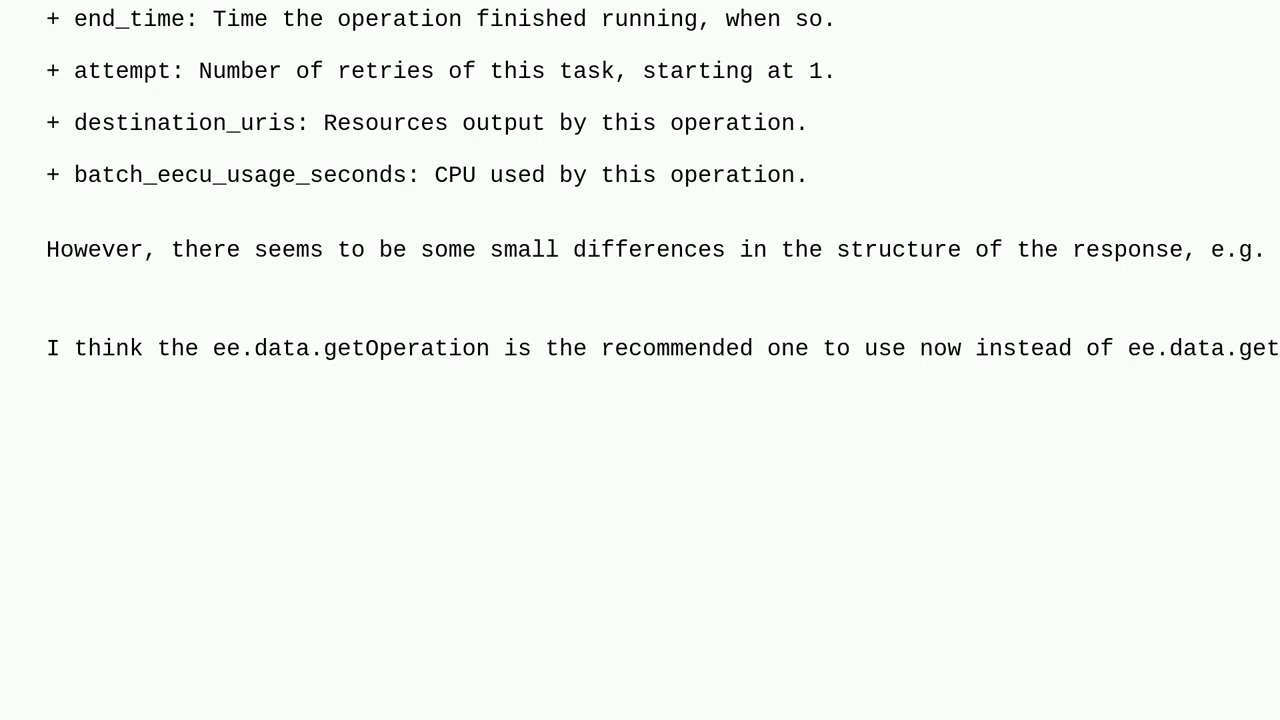 + end_time: Time the operation finished running, when so.
+ attempt: Number of retries of this task, starting at 1.
+ destination_uris: Resources output by this operation.
+ batch_eecu_usage_seconds: CPU used by this operation.
However, there seems to be some small differences in the structure of the response, e.g.
I think the ee.data.getOperation is the recommended one to use now instead of ee.data.get